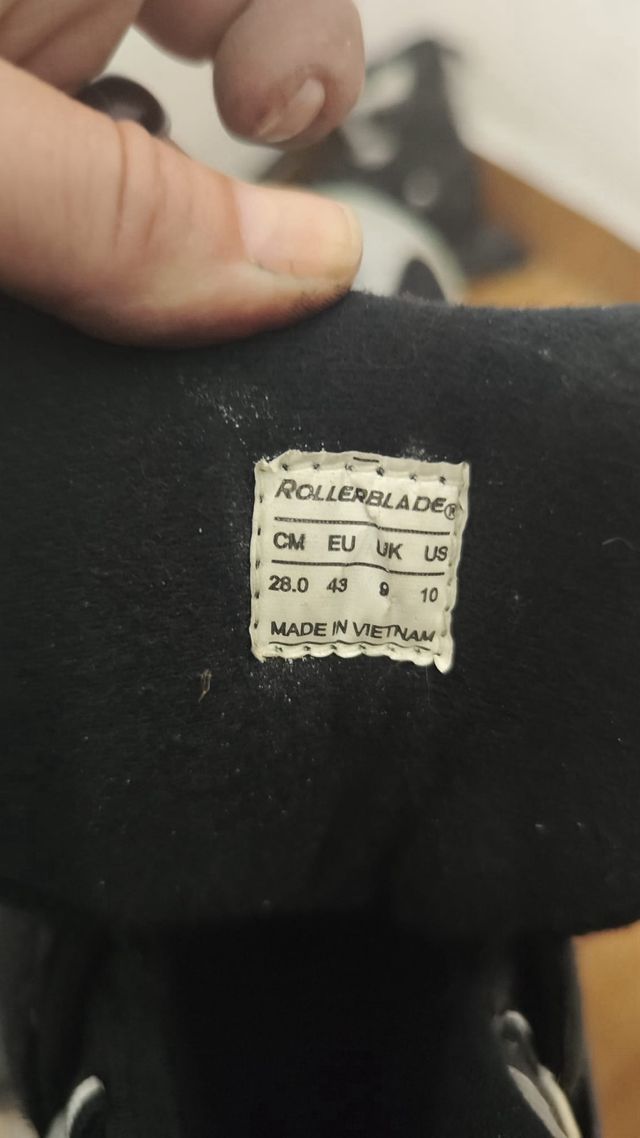 ROLLERBLADE®
CM EU UK US
28.0 43 9 10
MADE IN VIETNAM